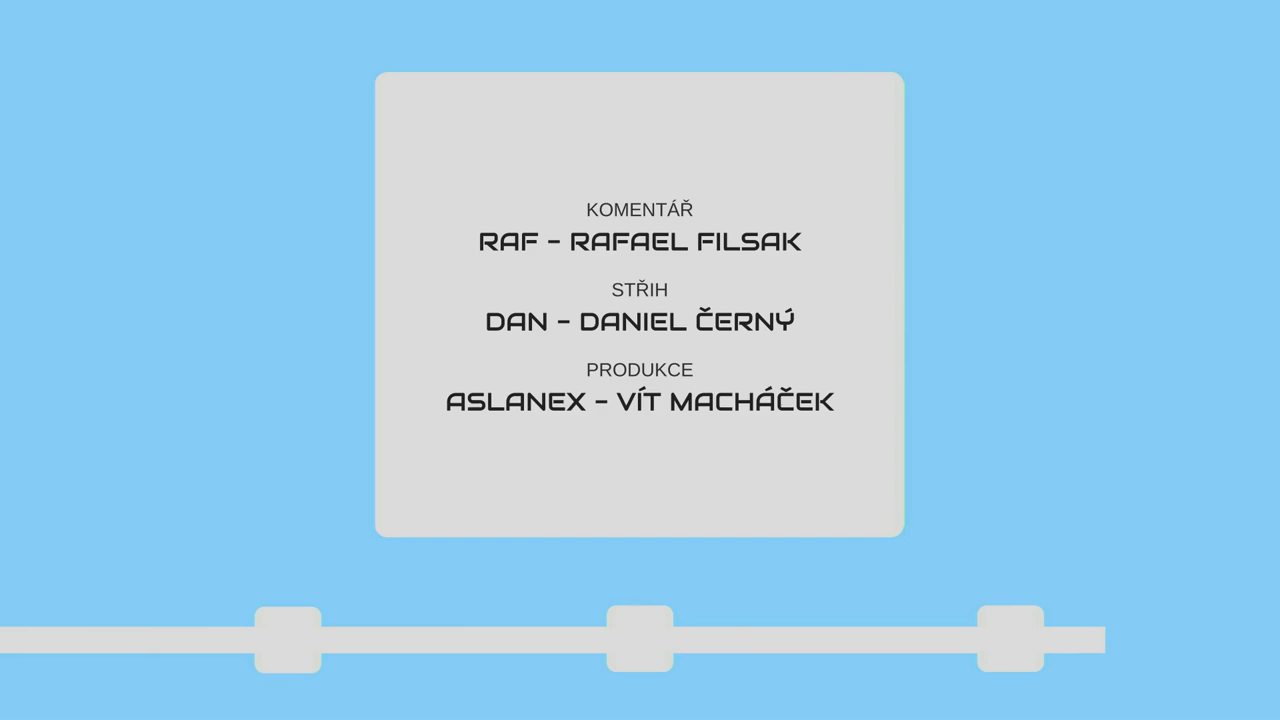 KOMENTÁŘ
RAF - RAFAEL FILSAK
STŘIH
DAN - DANIEL ČERNÝ
PRODUKCE
ASLANEX - VÍT MACHÁČEK